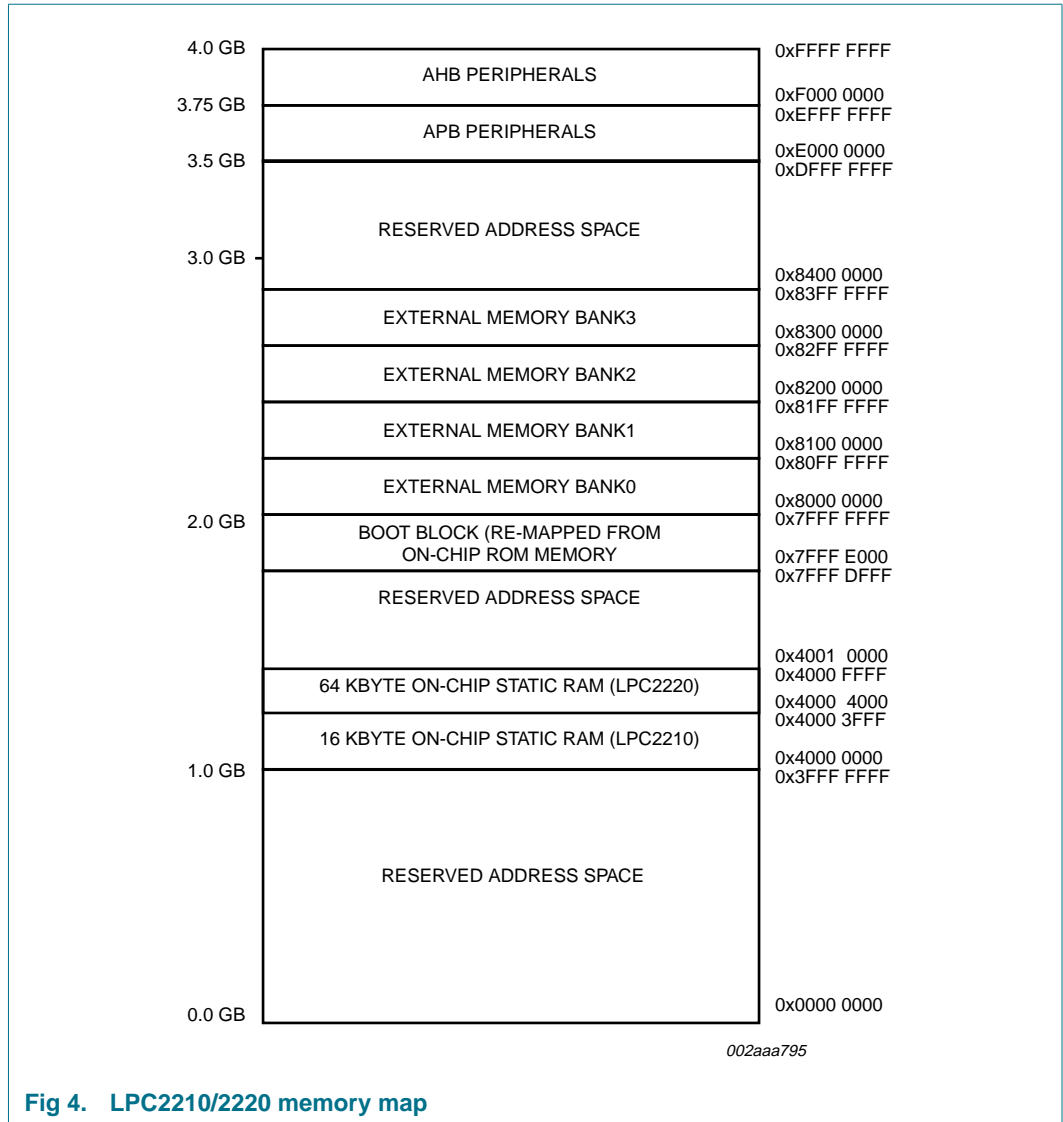 4.0 GB
0xFFFF FFFF
AHB PERIPHERALS
0xF000 0000
3.75 GB
0xEFFF FFFF
APB PERIPHERALS
0xE000 0000
3.5 GB
0xDFFF FFFF
RESERVED ADDRESS SPACE
3.0 GB
0x8400 0000
0x83FF FFFF
EXTERNAL MEMORY BANK3
0x8300 0000
0x82FF FFFF
EXTERNAL MEMORY BANK2
0x8200 0000
0x81FF FFFF
EXTERNAL MEMORY BANK1
0x8100 0000
0x80FF FFFF
EXTERNAL MEMORY BANK0
0x8000 0000
2.0 GB
0x7FFF FFFF
BOOT BLOCK (RE-MAPPED FROM
ON-CHIP ROM MEMORY
0x7FFF E000
0x7FFF DFFF
RESERVED ADDRESS SPACE
0x4001 0000
0x4000 FFFF
64 KBYTE ON-CHIP STATIC RAM (LPC2220)
0x4000 4000
0x4000 3FFF
16 KBYTE ON-CHIP STATIC RAM (LPC2210)
0x4000 0000
1.0 GB
0x3FFF FFFF
RESERVED ADDRESS SPACE
0x0000 0000
0.0 GB
002aaa795
Fig 4. LPC2210/2220 memory map